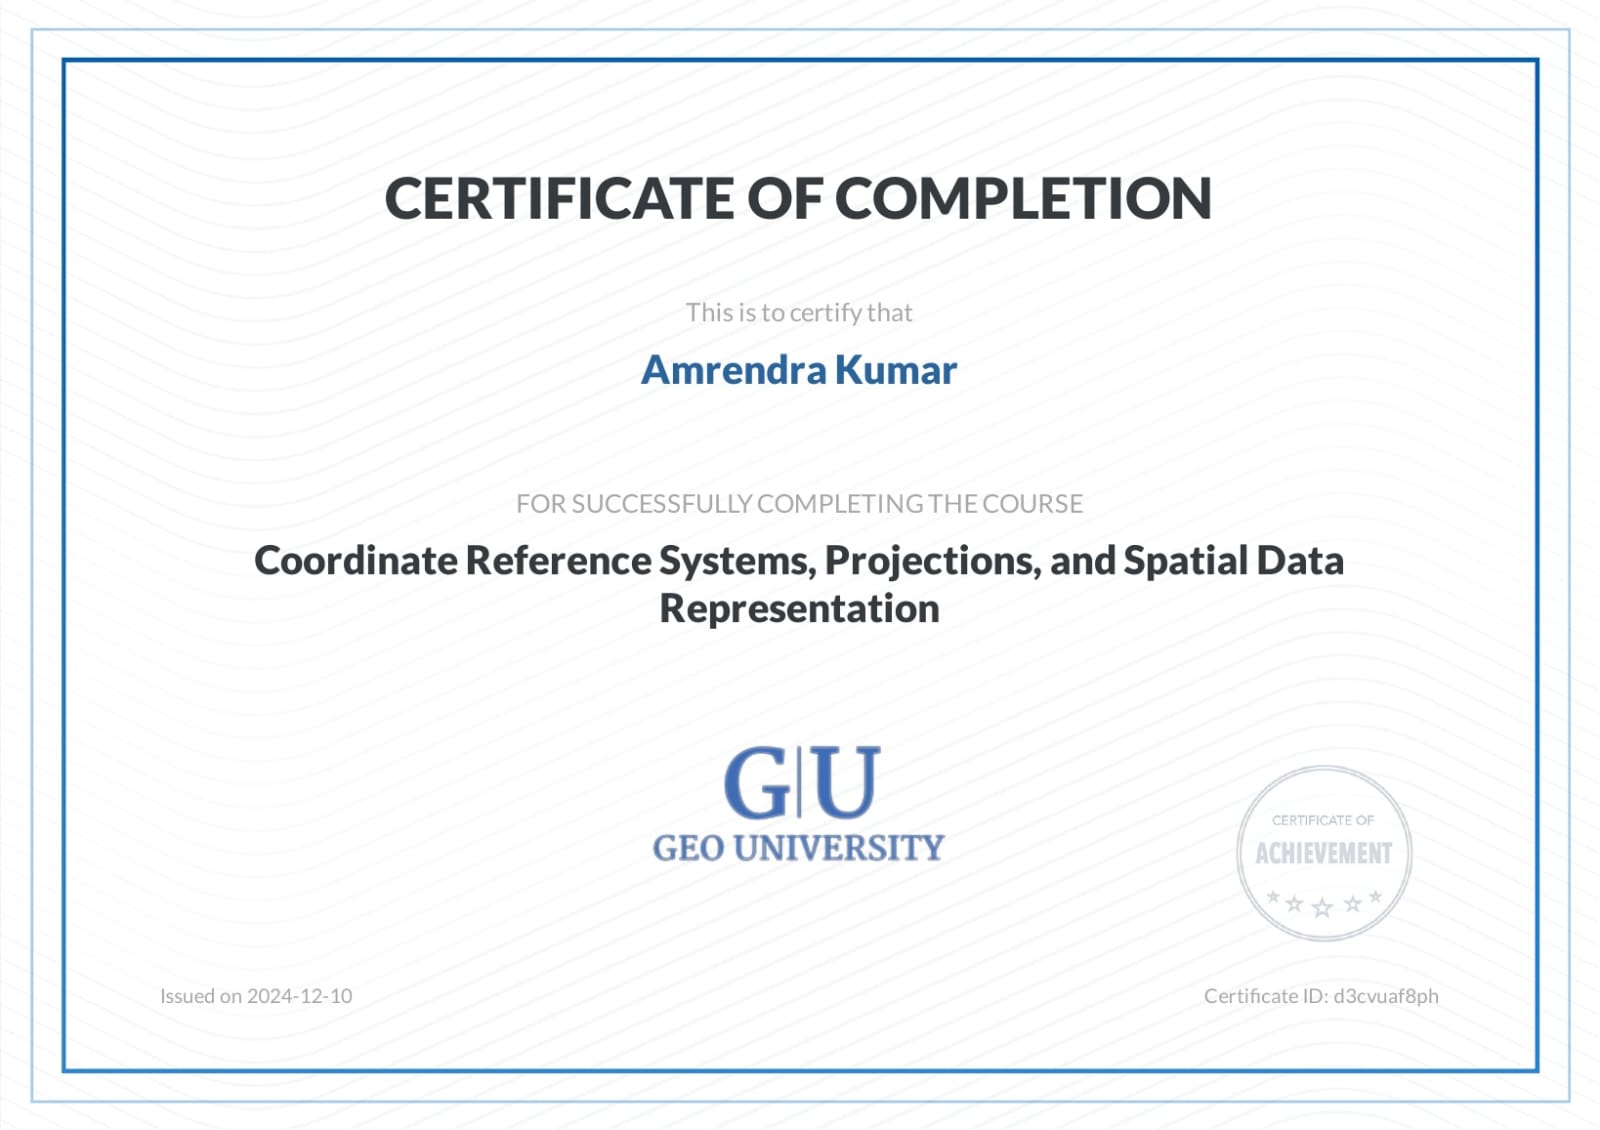 CERTIFICATE OF COMPLETION
This is to certify that
Amrendra Kumar
FOR SUCCESSFULLY COMPLETING THE COURSE
Coordinate Reference Systems, Projections, and Spatial Data
Representation
G|U
GEO UNIVERSITY
CERTIFICATE OF
ACHIEVEMENT
Issued on 2024-12-10
Certificate ID: d3cvuaf8ph